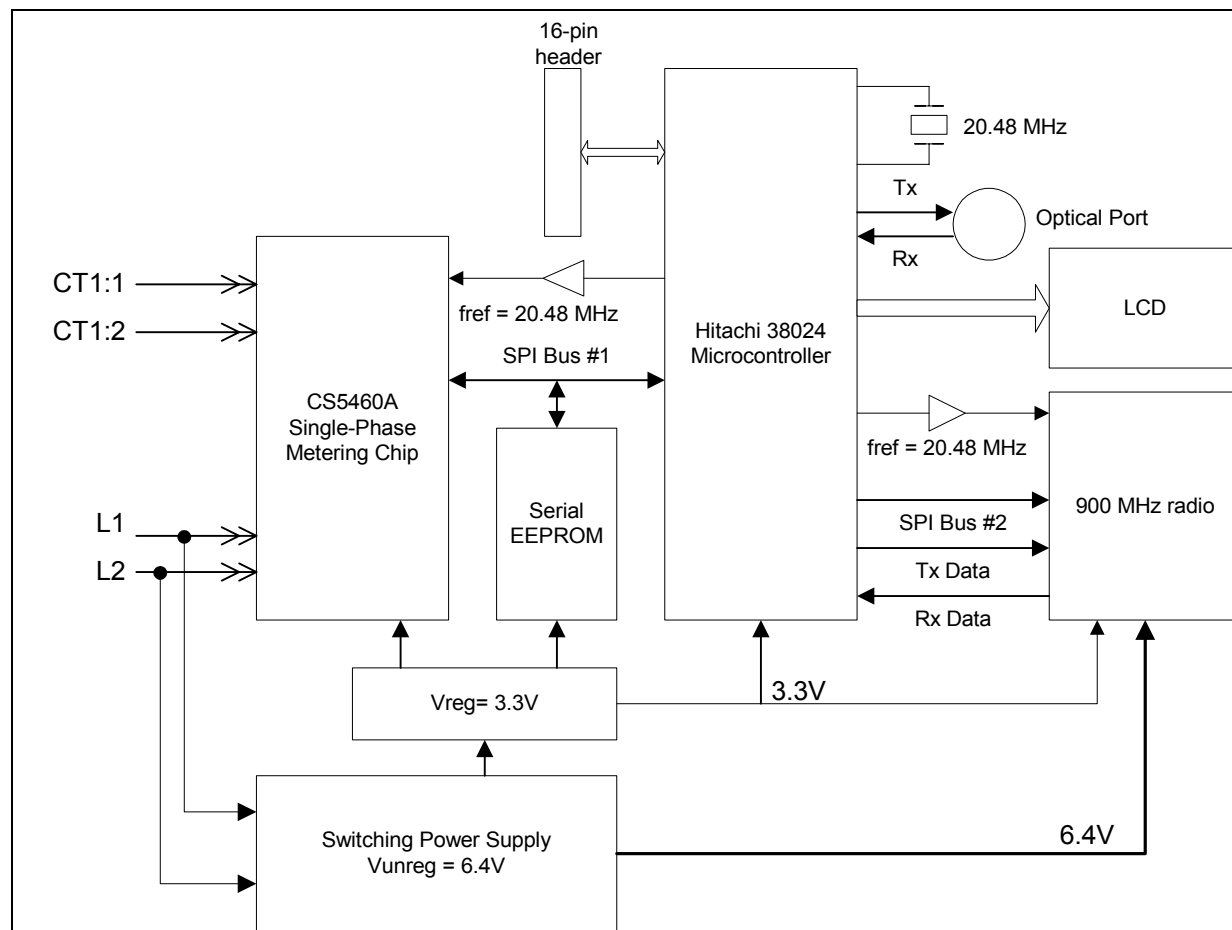 16-pin
header
20.48 MHz
Tx
Optical Port
Rx
CT1:1
CT1:2
fref = 20.48 MHz
SPI Bus #1
Hitachi 38024
Microcontroller
LCD
CS5460A
Single-Phase
Metering Chip
fref = 20.48 MHz
Serial
EEPROM
L1
L2
SPI Bus #2
Tx Data
Rx Data
900 MHz radio
Vreg= 3.3V
3.3V
Switching Power Supply
Vunreg = 6.4V
6.4V